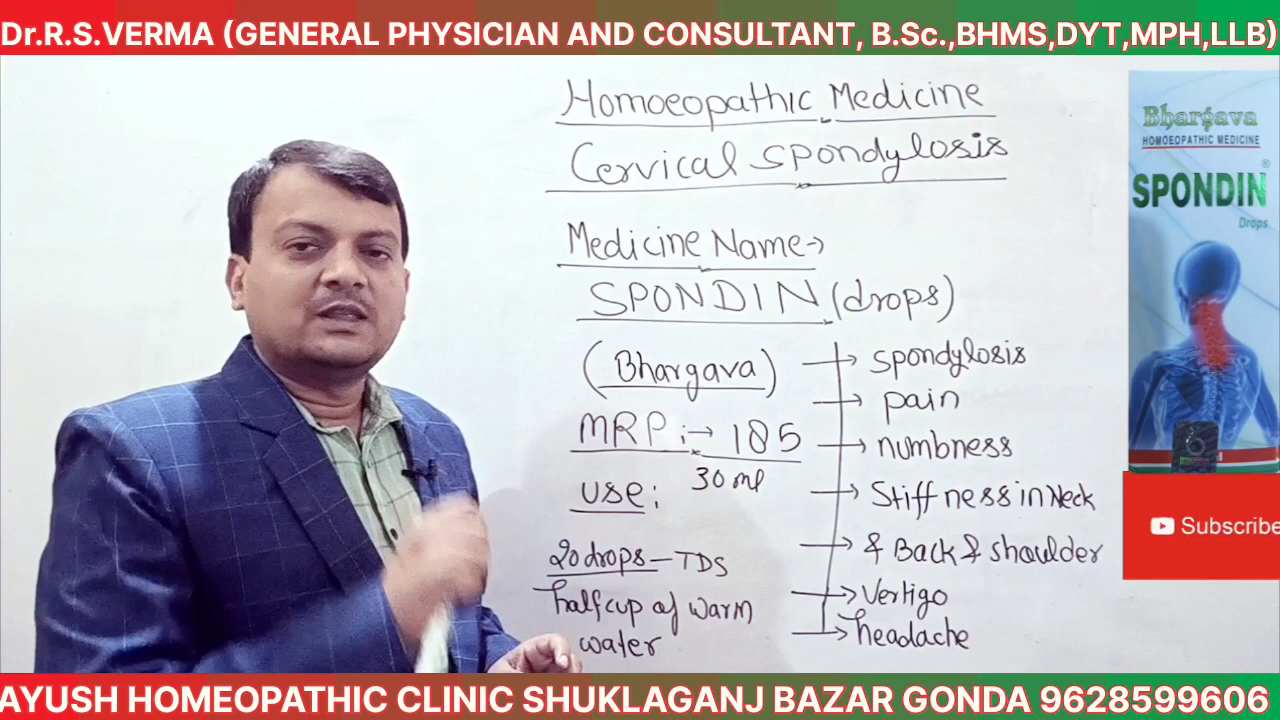 Dr.R.S.VERMA (GENERAL PHYSICIAN AND CONSULTANT, B.Sc.,BHMS,DYT,MPH,LLB)
Homoeopathic Medicine
Cervical Spondylosis
Medicine Name->
SPONDIN (drops)
(Bhargava)
MRP :-> 185
30 ml
use :
20 drops - TDS
half cup of warm
water
-> Spondylosis
-> pain
-> numbness
-> Stiffness in Neck
-> & Back & shoulder
-> Vertigo
-> headache
Bhargava
HOMŒOPATHIC MEDICINE
SPONDIN®
Drops
Subscribe
AYUSH HOMEOPATHIC CLINIC SHUKLAGANJ BAZAR GONDA 9628599606